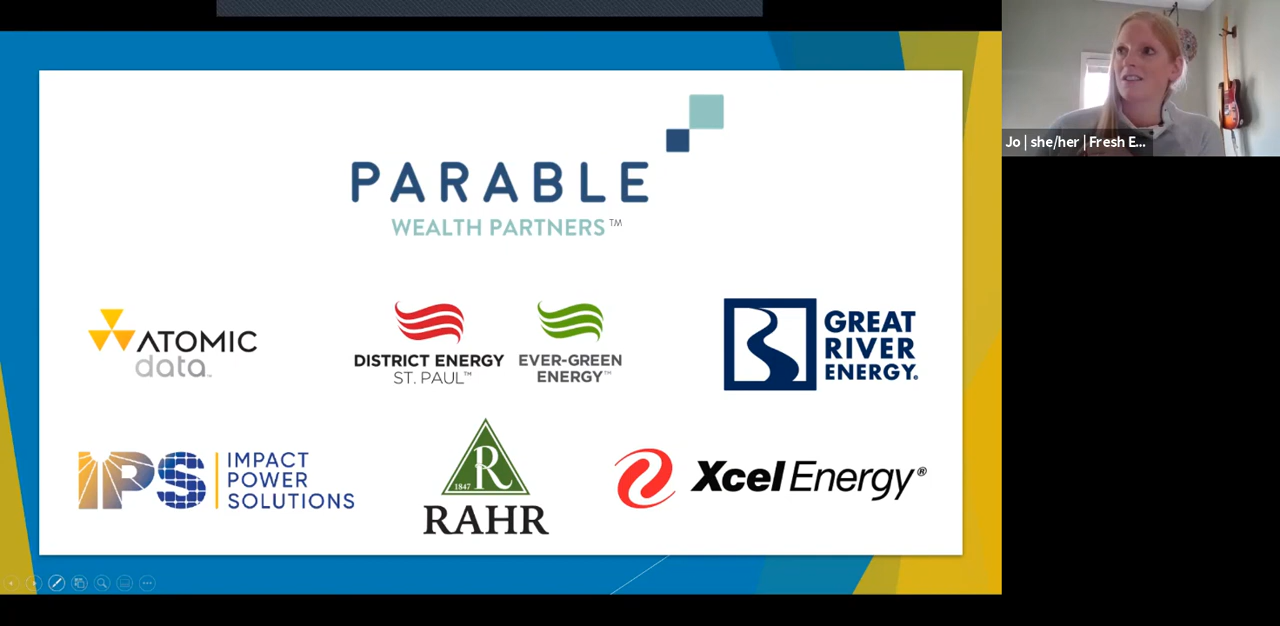 PARABLE
WEALTH PARTNERS™
ATOMIC
data™
DISTRICT ENERGY
ST. PAUL™
EVER-GREEN
ENERGY™
GREAT
RIVER
ENERGY®
IPS
IMPACT
POWER
SOLUTIONS
1847
R
RAHR
Xcel Energy®
Jo | she/her | Fresh E...